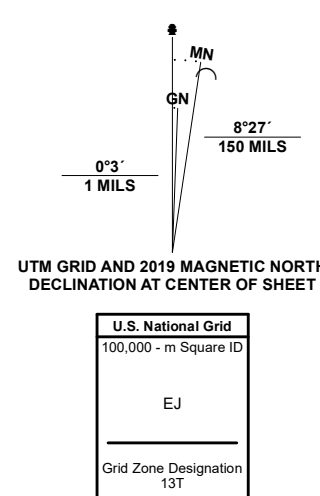 MN
GN
8°27´
150 MILS
0°3´
1 MILS
UTM GRID AND 2019 MAGNETIC NORTH
DECLINATION AT CENTER OF SHEET
U.S. National Grid
100,000 - m Square ID
EJ
Grid Zone Designation
13T